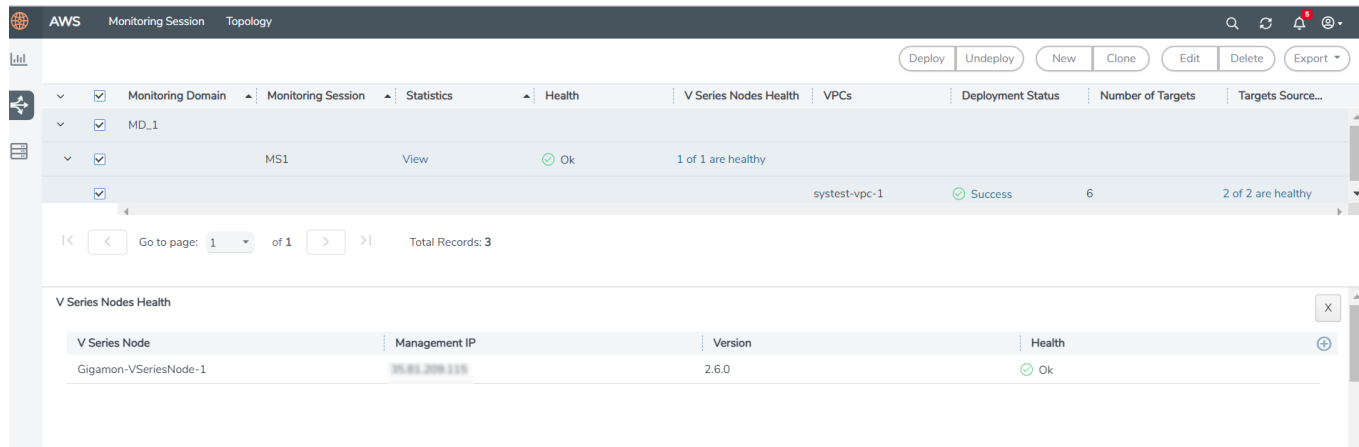 AWS Monitoring Session Topology 5
Deploy Undeploy New Clone Edit Delete Export
Monitoring Domain Monitoring Session Statistics Health V Series Nodes Health VPCs Deployment Status Number of Targets Targets Source...
MD_1
MS1 View Ok 1 of 1 are healthy
systest-vpc-1 Success 6 2 of 2 are healthy
Go to page: 1 of 1 Total Records: 3
V Series Nodes Health X
V Series Node Management IP Version Health
Gigamon-VSeriesNode-1 2.6.0 Ok